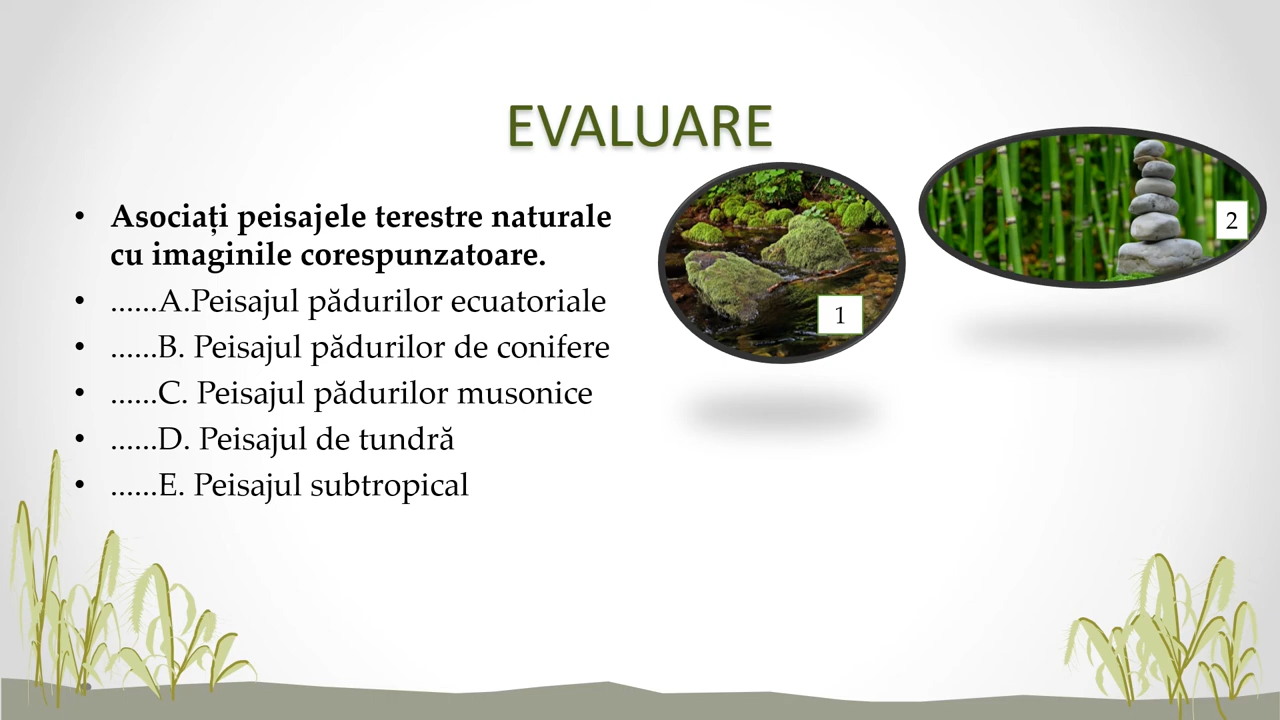 EVALUARE
• Asociați peisajele terestre naturale
cu imaginile corespunzatoare.
• ......A.Peisajul pădurilor ecuatoriale
• ......B. Peisajul pădurilor de conifere
• ......C. Peisajul pădurilor musonice
• ......D. Peisajul de tundră
• ......E. Peisajul subtropical
1
2